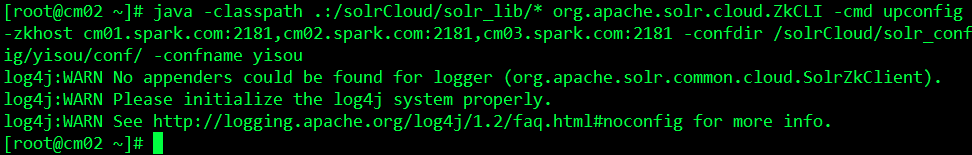 [root@cm02 ~]# java -classpath .:/solrCloud/solr_lib/* org.apache.solr.cloud.ZkCLI -cmd upconfig
-zkhost cm01.spark.com:2181,cm02.spark.com:2181,cm03.spark.com:2181 -confdir /solrCloud/solr_conf
ig/yisou/conf/ -confname yisou
log4j:WARN No appenders could be found for logger (org.apache.solr.common.cloud.SolrZkClient).
log4j:WARN Please initialize the log4j system properly.
log4j:WARN See http://logging.apache.org/log4j/1.2/faq.html#noconfig for more info.
[root@cm02 ~]#